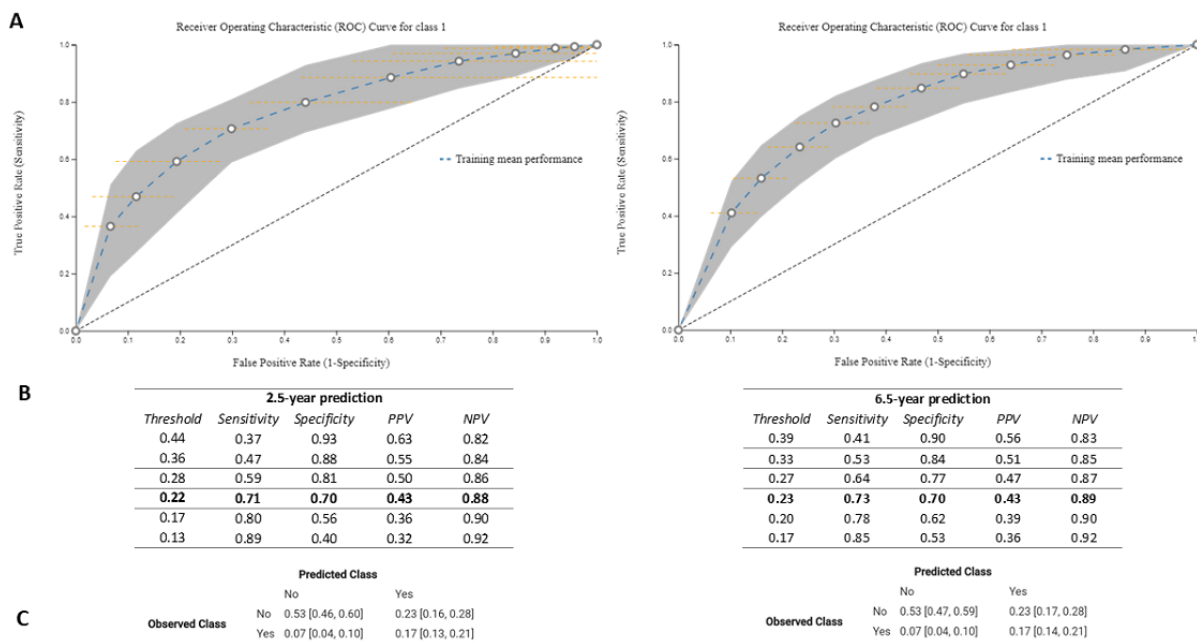 A
Receiver Operating Characteristic (ROC) Curve for class 1
1.0
0.8
0.6
0.4
0.2
0.0
True Positive Rate (Sensitivity)
Training mean performance
0.0 0.1 0.2 0.3 0.4 0.5 0.6 0.7 0.8 0.9 1.0
False Positive Rate (1-Specificity)
Receiver Operating Characteristic (ROC) Curve for class 1
1.0
0.8
0.6
0.4
0.2
0.0
True Positive Rate (Sensitivity)
Training mean performance
0.0 0.1 0.2 0.3 0.4 0.5 0.6 0.7 0.8 0.9 1.0
False Positive Rate (1-Specificity)
B
2.5-year prediction
Threshold Sensitivity Specificity PPV NPV
0.44 0.37 0.93 0.63 0.82
0.36 0.47 0.88 0.55 0.84
0.28 0.59 0.81 0.50 0.86
0.22 0.71 0.70 0.43 0.88
0.17 0.80 0.56 0.36 0.90
0.13 0.89 0.40 0.32 0.92
6.5-year prediction
Threshold Sensitivity Specificity PPV NPV
0.39 0.41 0.90 0.56 0.83
0.33 0.53 0.84 0.51 0.85
0.27 0.64 0.77 0.47 0.87
0.23 0.73 0.70 0.43 0.89
0.20 0.78 0.62 0.39 0.90
0.17 0.85 0.53 0.36 0.92
C
Predicted Class
No Yes
Observed Class
No 0.53 [0.46, 0.60] 0.23 [0.16, 0.28]
Yes 0.07 [0.04, 0.10] 0.17 [0.13, 0.21]
Predicted Class
No Yes
Observed Class
No 0.53 [0.47, 0.59] 0.23 [0.17, 0.28]
Yes 0.07 [0.04, 0.10] 0.17 [0.14, 0.21]